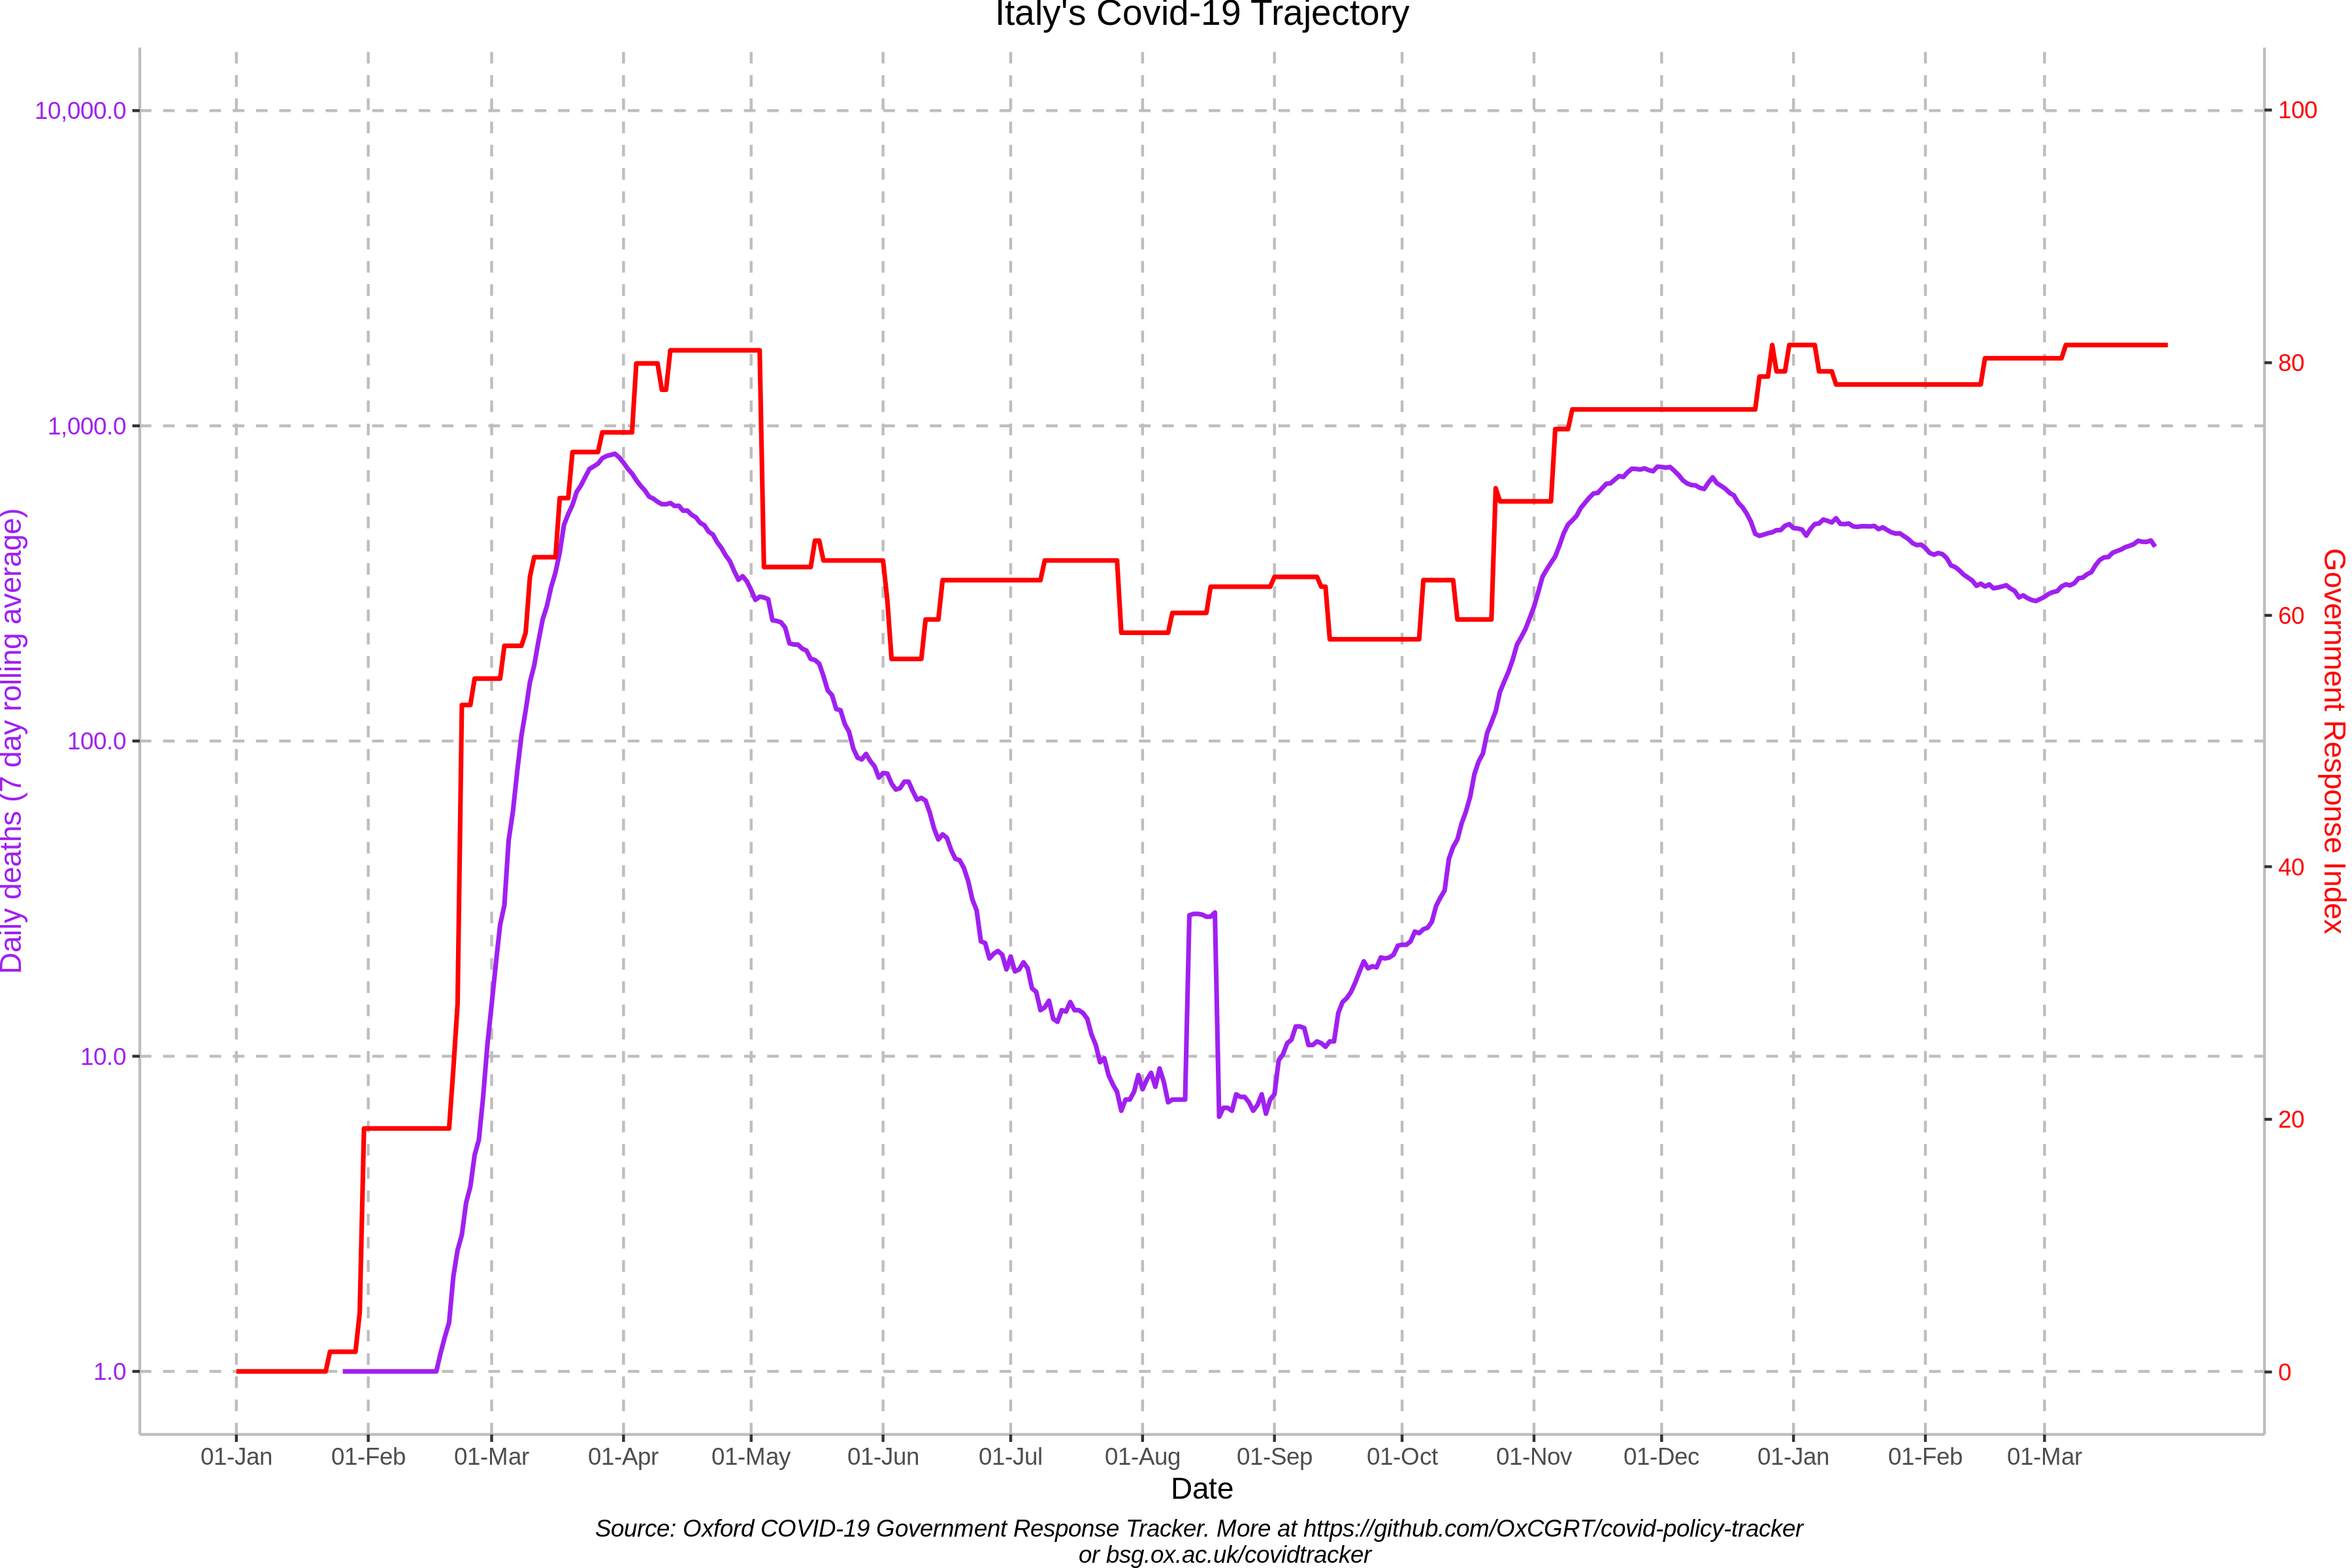 Italy's Covid-19 Trajectory
Daily deaths (7 day rolling average)
10,000.0
1,000.0
100.0
10.0
1.0
100
80
60
40
20
0
Government Response Index
01-Jan 01-Feb 01-Mar 01-Apr 01-May 01-Jun 01-Jul 01-Aug 01-Sep 01-Oct 01-Nov 01-Dec 01-Jan 01-Feb 01-Mar
Date
Source: Oxford COVID-19 Government Response Tracker. More at https://github.com/OxCGRT/covid-policy-tracker
or bsg.ox.ac.uk/covidtracker